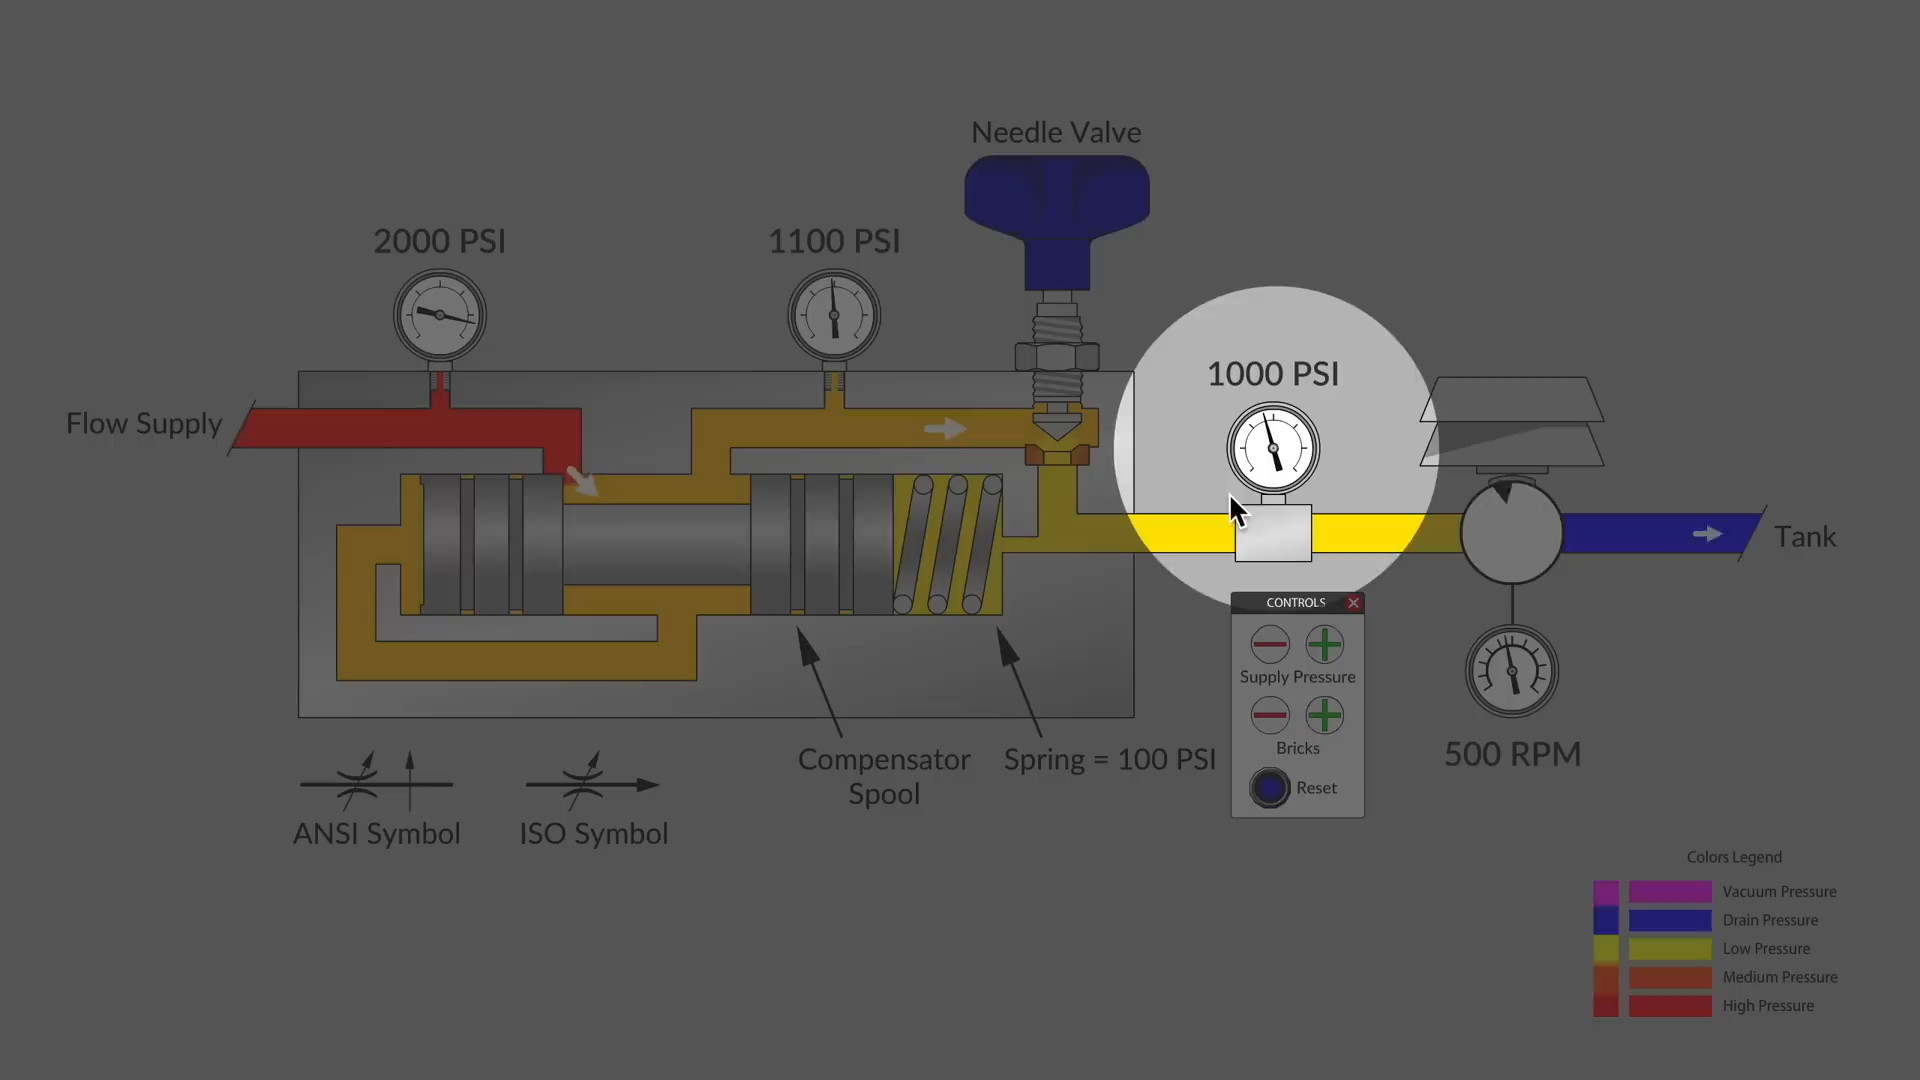 Needle Valve
2000 PSI
1100 PSI
1000 PSI
Flow Supply
Tank
CONTROLS
Supply Pressure
Bricks
Reset
500 RPM
Compensator
Spool
Spring = 100 PSI
ANSI Symbol
ISO Symbol
Colors Legend
Vacuum Pressure
Drain Pressure
Low Pressure
Medium Pressure
High Pressure